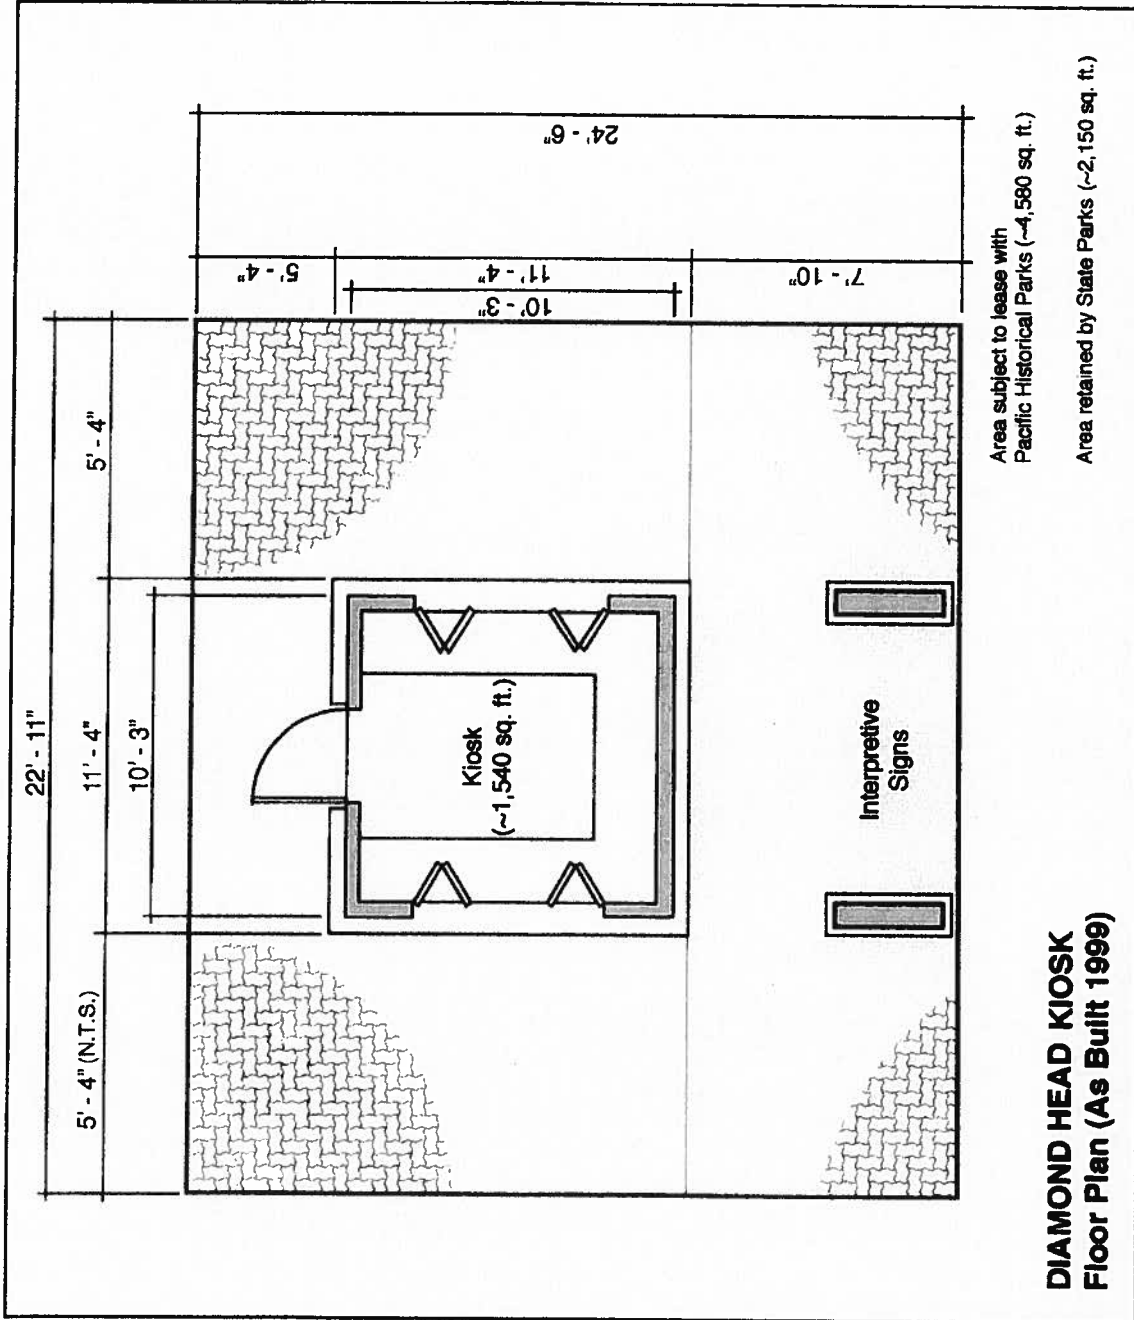 22' - 11"
5' - 4" (N.T.S.)
11' - 4"
5' - 4"
10' - 3"
24' - 6"
5' - 4"
11' - 4"
10' - 3"
7' - 10"
Kiosk
(~1,540 sq. ft.)
Interpretive
Signs
Area subject to lease with
Pacific Historical Parks (~4,580 sq. ft.)
Area retained by State Parks (~2,150 sq. ft.)
DIAMOND HEAD KIOSK
Floor Plan (As Built 1999)